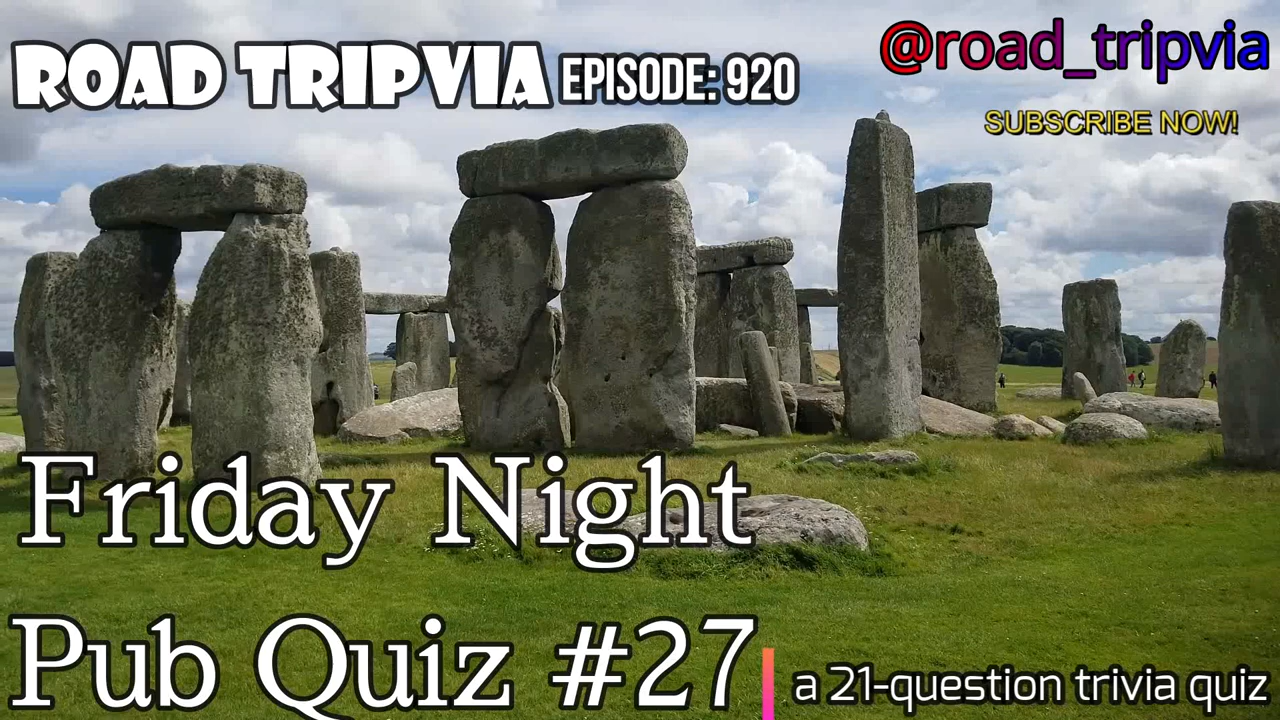 ROAD TRIPVIA EPISODE: 920
@road_tripvia
SUBSCRIBE NOW!
Friday Night
Pub Quiz #27
a 21-question trivia quiz